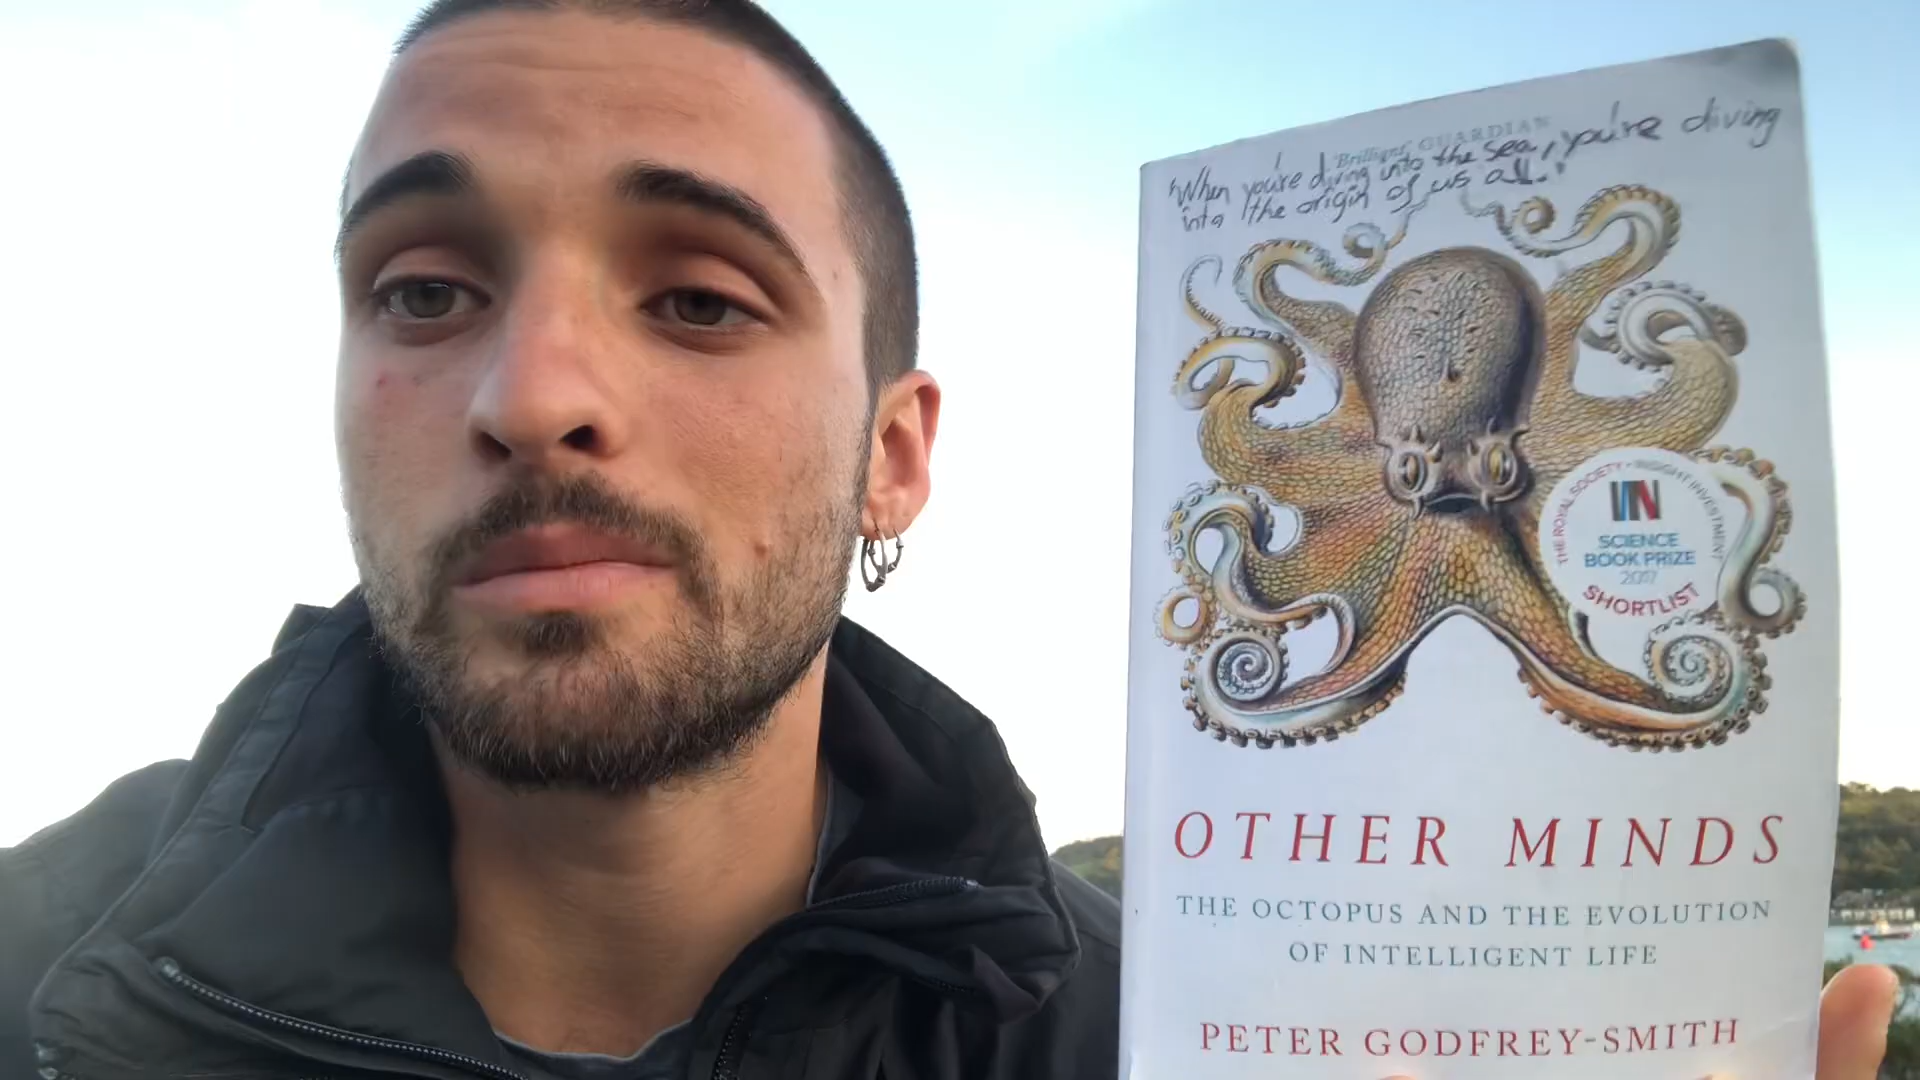 'Brilliant' GUARDIAN
"When you're diving into the sea, you're diving
into the origin of us all."
THE ROYAL SOCIETY • INSIGHT INVESTMENT
SCIENCE
BOOK PRIZE
2017
SHORTLIST
OTHER MINDS
THE OCTOPUS AND THE EVOLUTION
OF INTELLIGENT LIFE
PETER GODFREY-SMITH